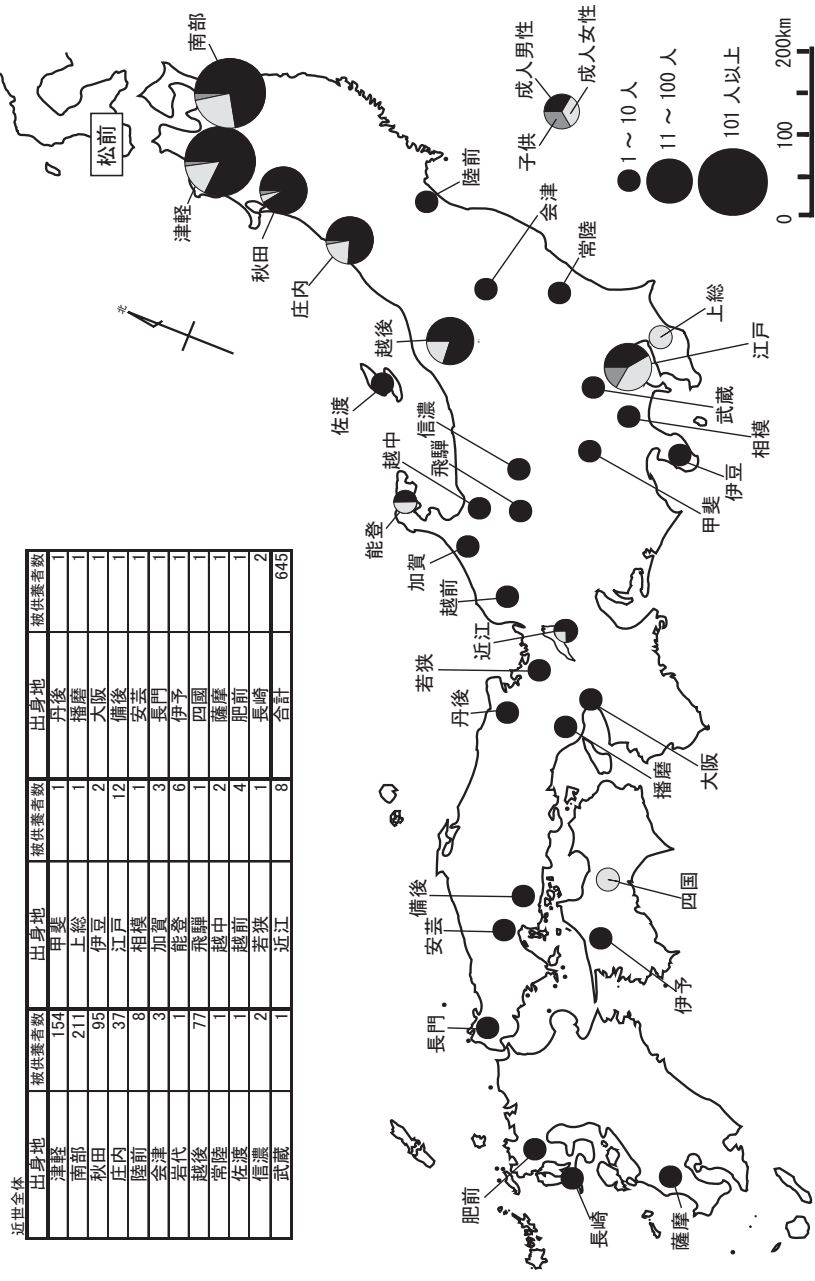 近世全体
出身地 被供養者数 出身地 被供養者数 出身地 被供養者数
津軽 154 甲斐 1 丹後 1
南部 211 上総 1 播磨 1
秋田 95 伊豆 2 大阪 1
庄内 37 江戸 12 備後 1
陸前 8 相模 1 安芸 1
会津 3 加賀 3 長門 1
岩代 1 能登 6 伊予 1
越後 77 飛騨 1 四國 1
常陸 1 越中 2 薩摩 1
佐渡 1 越前 4 肥前 1
信濃 2 若狭 1 長崎 2
武蔵 1 近江 8 合計 645
松前
南部
津軽
秋田
庄内
北
越後
佐渡
信濃
飛騨
越中
能登
加賀
越前
近江
若狭
丹後
備後
安芸
長門
肥前
長崎
薩摩
伊予
四国
播磨
大阪
甲斐
伊豆
相模
武蔵
江戸
上総
常陸
会津
陸前
成人男性
子供
成人女性
1 ～ 10 人
11 ～ 100 人
101 人以上
0 100 200km